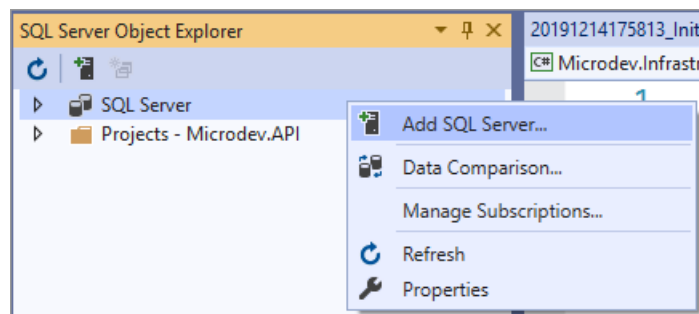 SQL Server Object Explorer
20191214175813_Init
C# Microdev.Infrastr
1
SQL Server
Projects - Microdev.API
Add SQL Server...
Data Comparison...
Manage Subscriptions...
Refresh
Properties